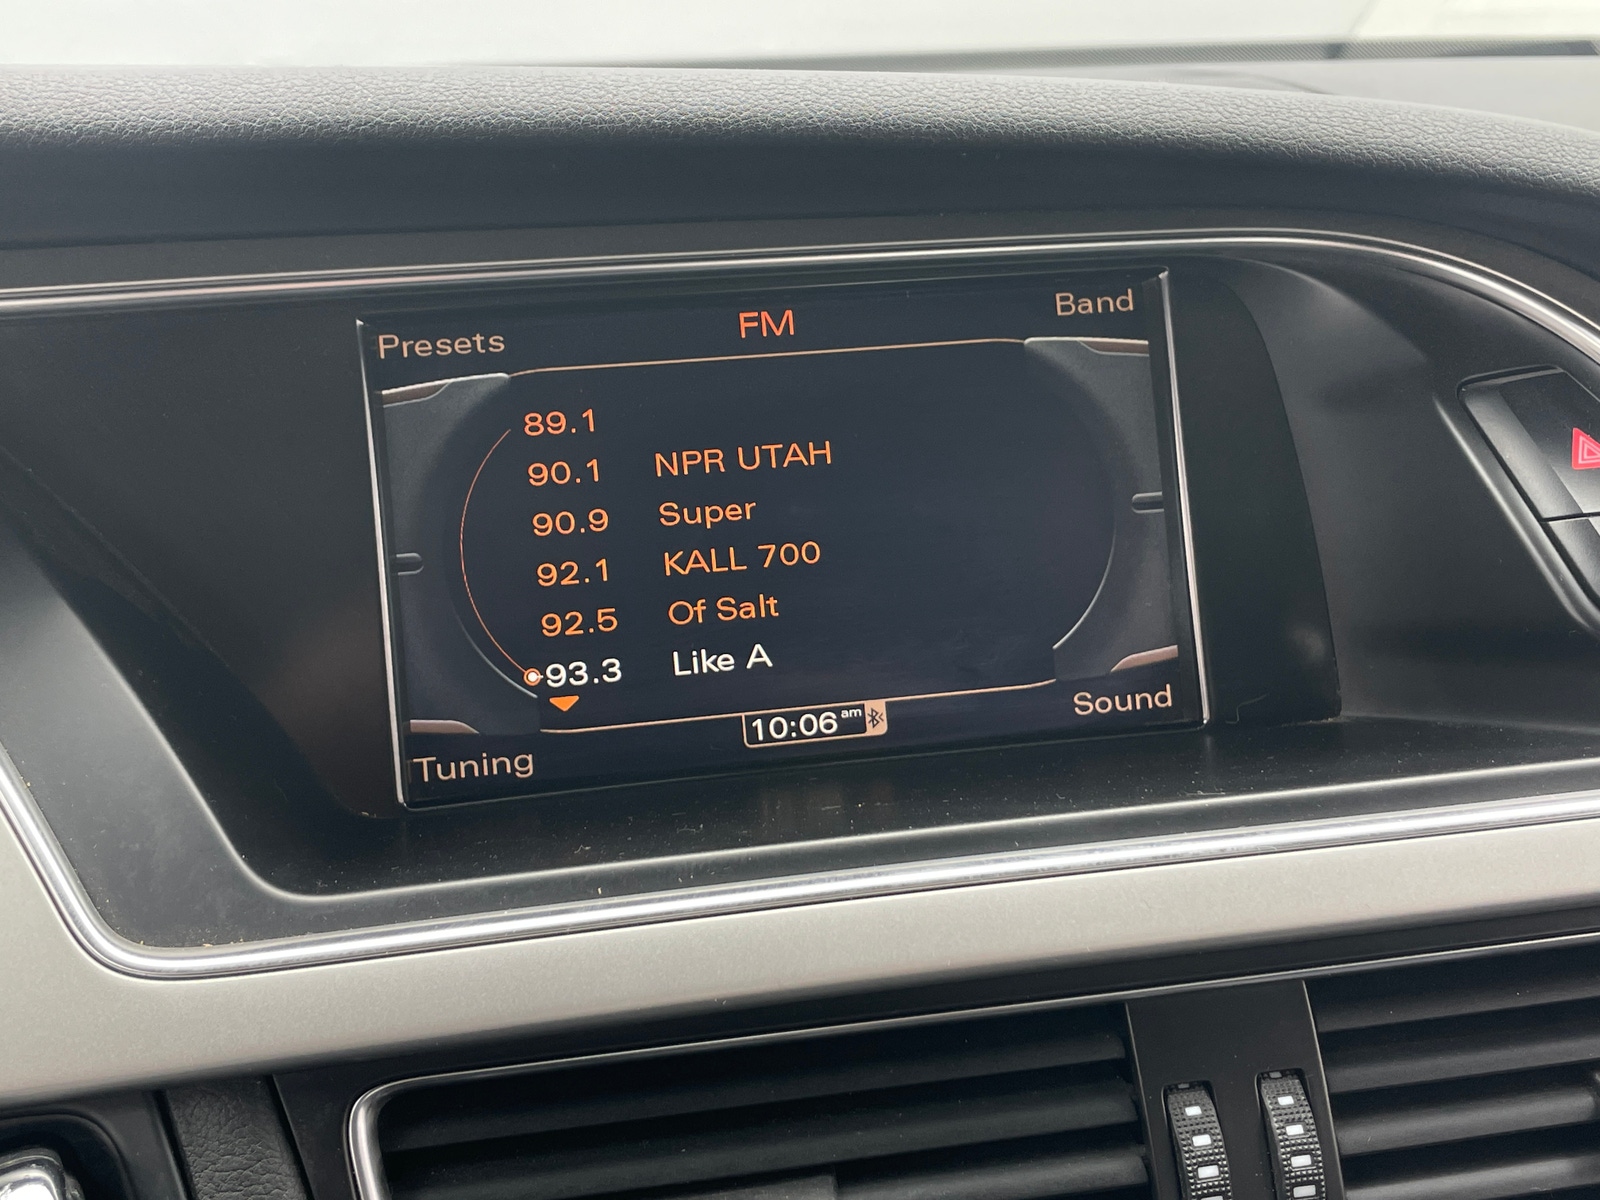 Presets
FM
Band
89.1
90.1 NPR UTAH
90.9 Super
92.1 KALL 700
92.5 Of Salt
93.3 Like A
10:06 am
Tuning
Sound